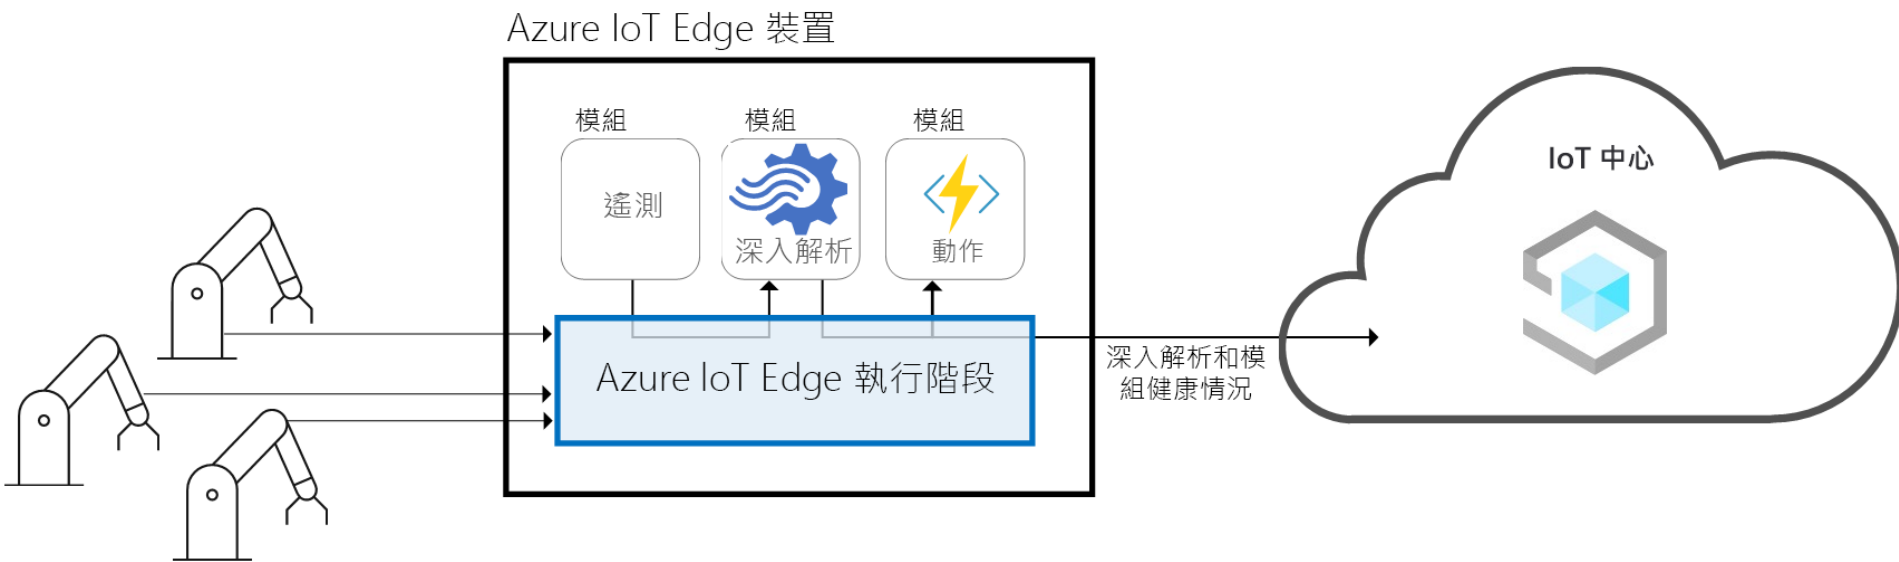 Azure IoT Edge 裝置
模組
模組
模組
遙測
深入解析
動作
Azure IoT Edge 執行階段
深入解析和模
組健康情況
IoT 中心